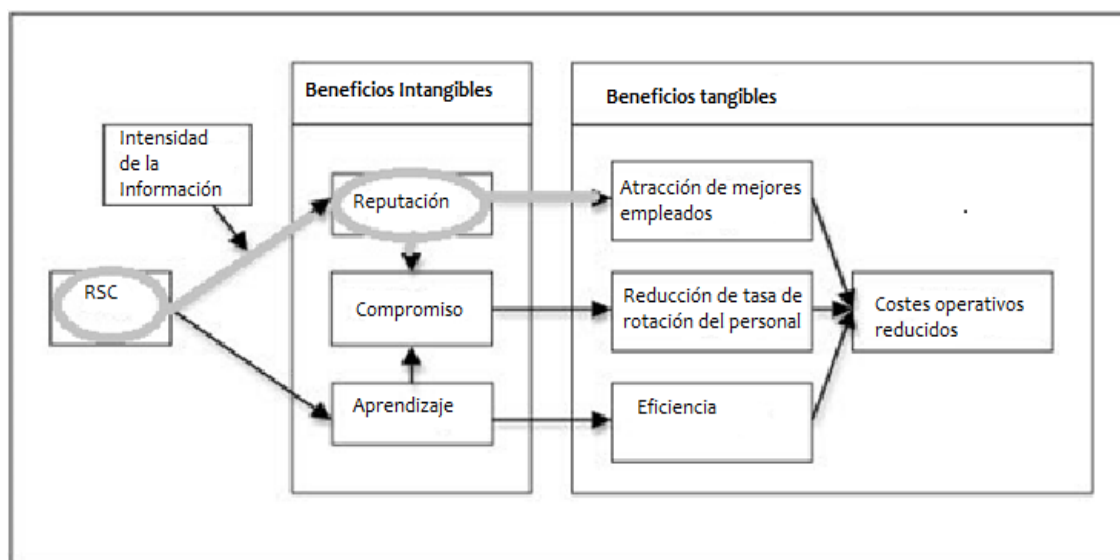 Beneficios Intangibles
Beneficios tangibles
Intensidad
de la
Información
Reputación
Atracción de mejores
empleados
RSC
Compromiso
Reducción de tasa de
rotación del personal
Costes operativos
reducidos
Aprendizaje
Eficiencia